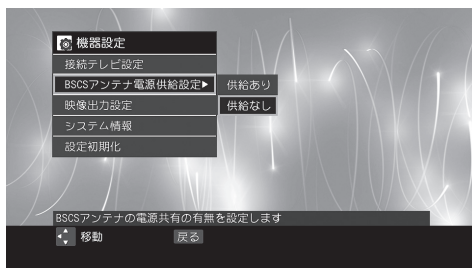 機器設定
接続テレビ設定
BSCSアンテナ電源供給設定▶ 供給あり
映像出力設定 供給なし
システム情報
設定初期化
BSCSアンテナの電源共有の有無を設定します
移動 戻る